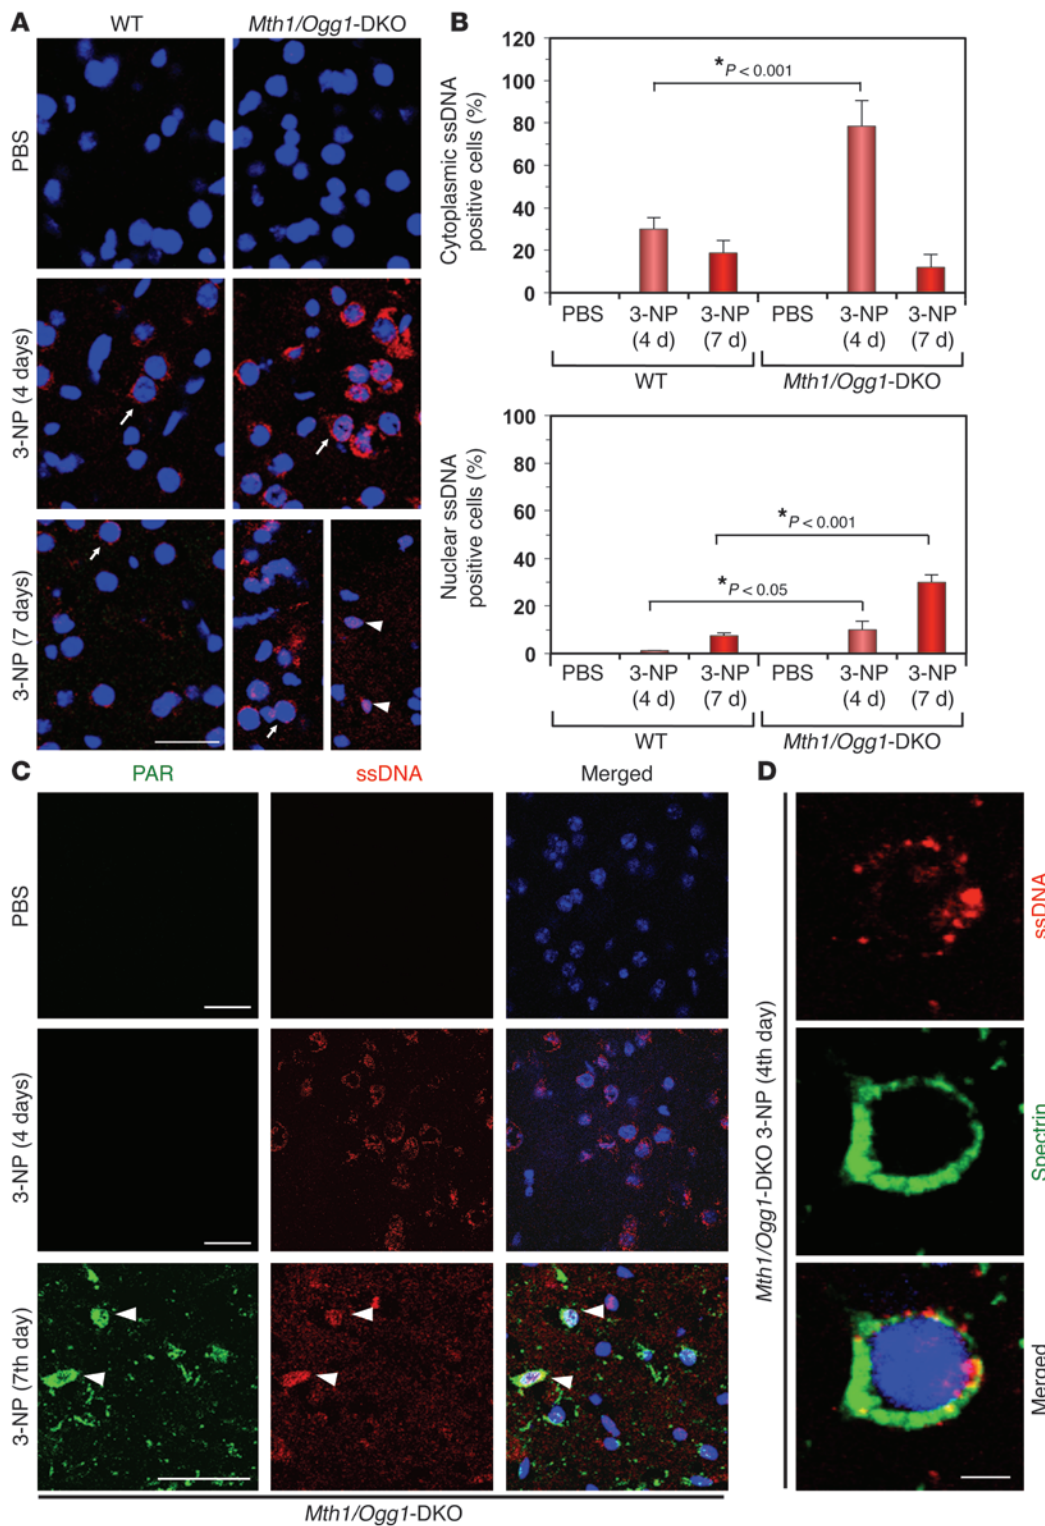 A
WT
Mth1/Ogg1-DKO
PBS
3-NP (4 days)
3-NP (7 days)
B
Cytoplasmic ssDNA
positive cells (%)
120
100
80
60
40
20
0
* P < 0.001
PBS 3-NP 3-NP PBS 3-NP 3-NP
(4 d) (7 d) (4 d) (7 d)
WT Mth1/Ogg1-DKO
Nuclear ssDNA
positive cells (%)
100
80
60
40
20
0
* P < 0.001
* P < 0.05
PBS 3-NP 3-NP PBS 3-NP 3-NP
(4 d) (7 d) (4 d) (7 d)
WT Mth1/Ogg1-DKO
C
PAR ssDNA Merged
PBS
3-NP (4 days)
3-NP (7th day)
Mth1/Ogg1-DKO
D
Mth1/Ogg1-DKO 3-NP (4th day)
ssDNA
Spectrin
Merged